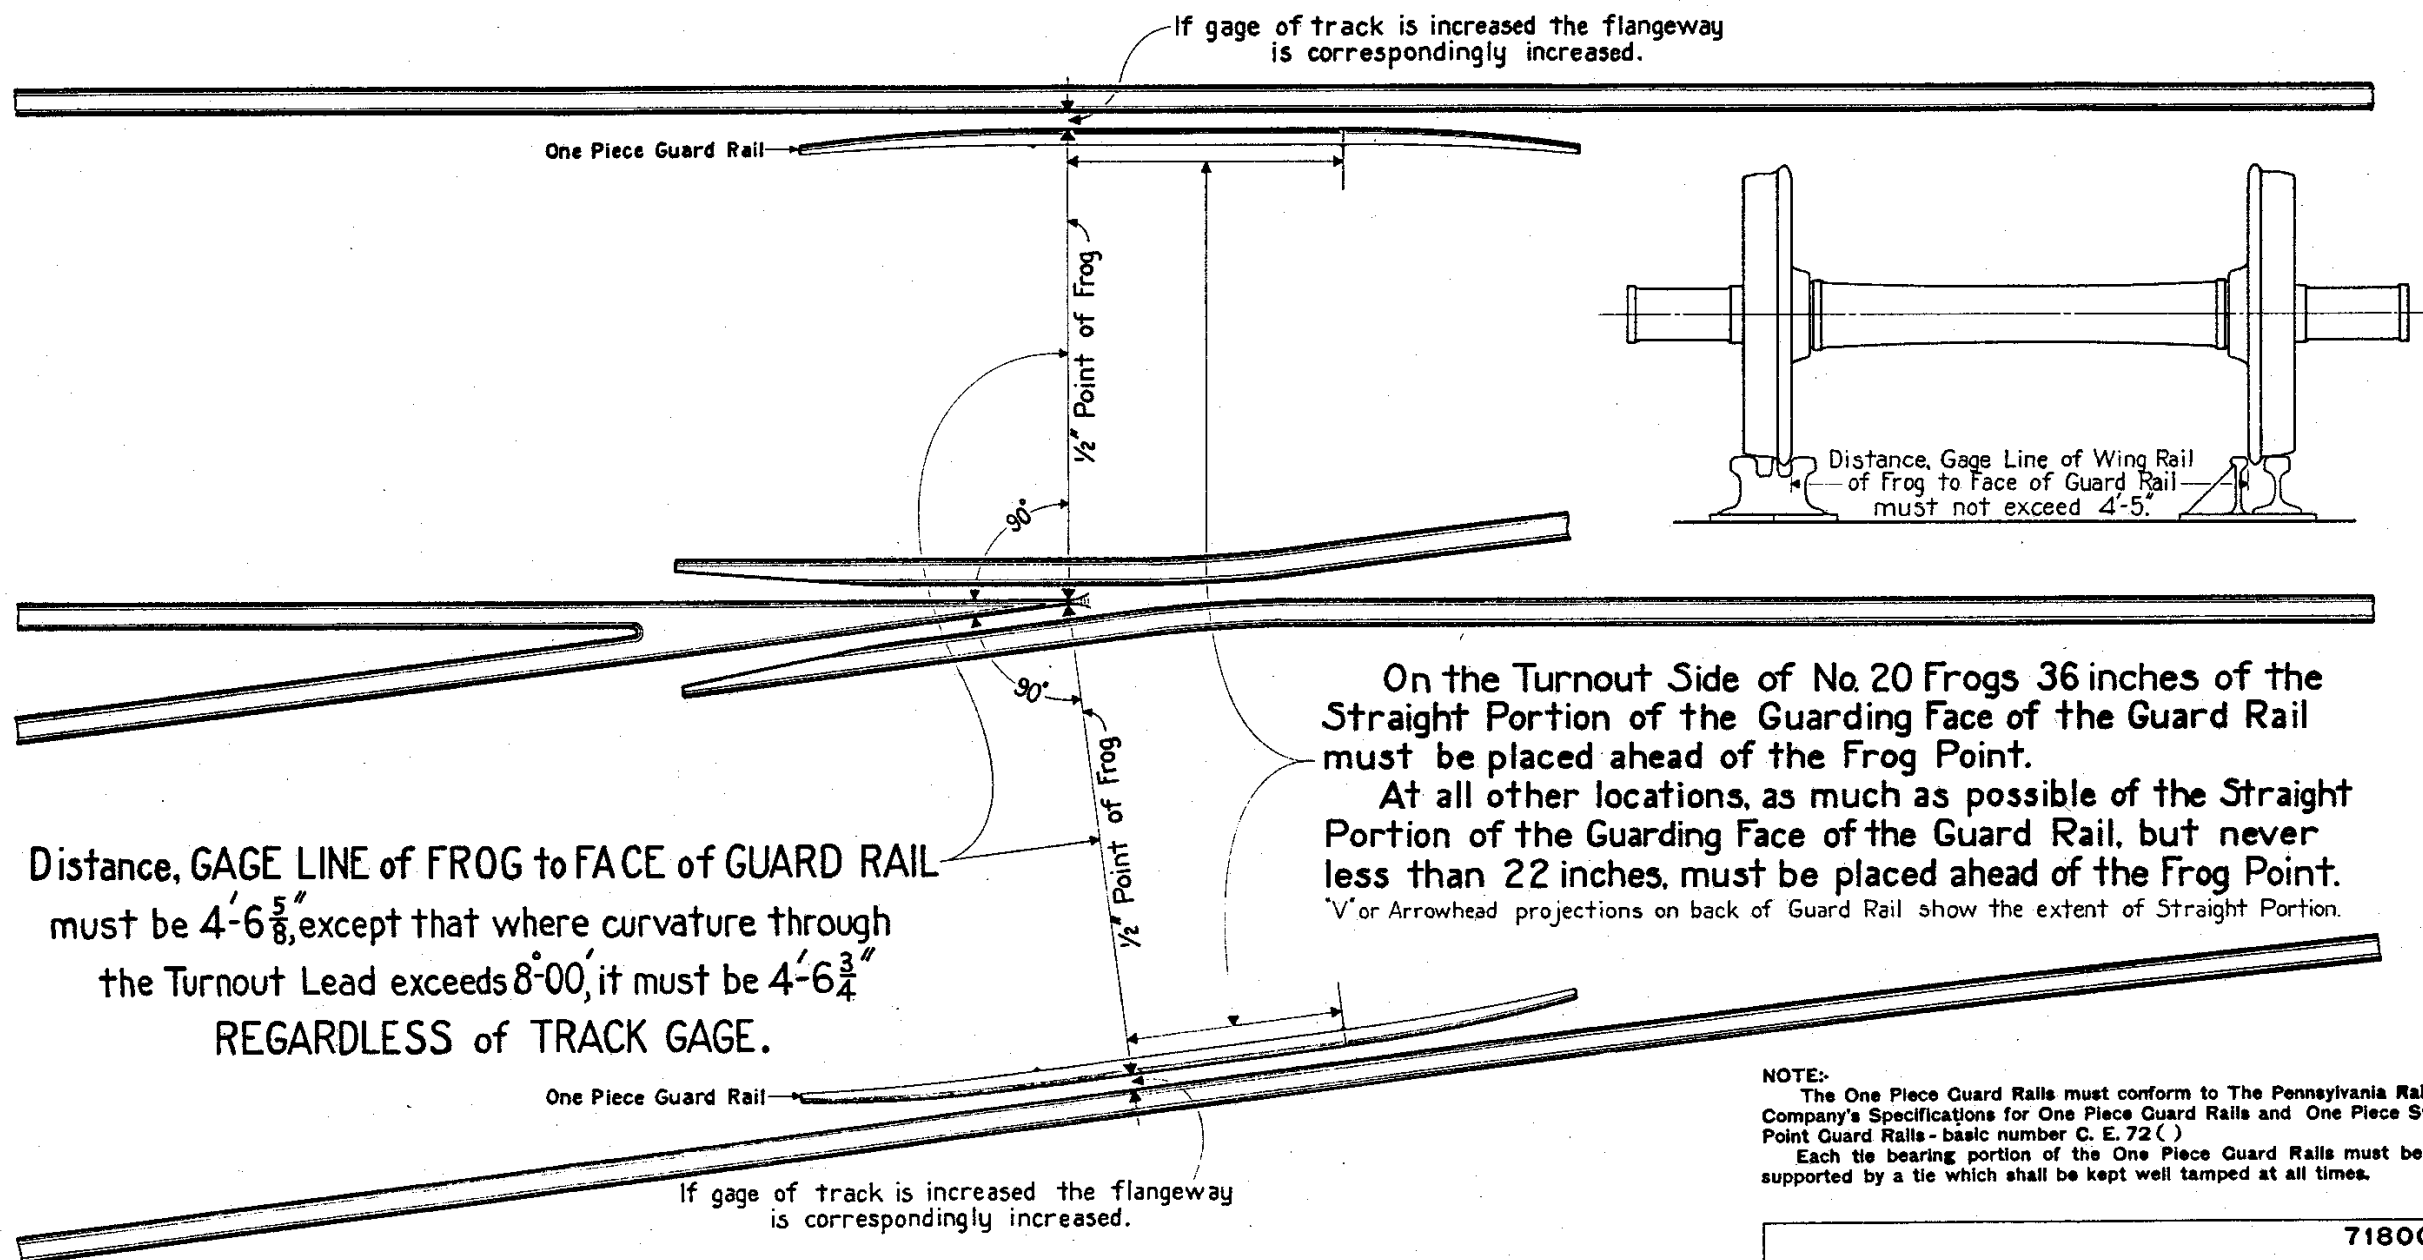 If gage of track is increased the flangeway
is correspondingly increased.
One Piece Guard Rail
½" Point of Frog
90°
Distance, Gage Line of Wing Rail
of Frog to Face of Guard Rail
must not exceed 4'-5".
90°
½" Point of Frog
On the Turnout Side of No. 20 Frogs 36 inches of the
Straight Portion of the Guarding Face of the Guard Rail
must be placed ahead of the Frog Point.
At all other locations, as much as possible of the Straight
Portion of the Guarding Face of the Guard Rail, but never
less than 22 inches, must be placed ahead of the Frog Point.
"V" or Arrowhead projections on back of Guard Rail show the extent of Straight Portion.
Distance, GAGE LINE of FROG to FACE of GUARD RAIL
must be 4'-6 5/8", except that where curvature through
the Turnout Lead exceeds 8°-00', it must be 4'-6 3/4"
REGARDLESS of TRACK GAGE.
One Piece Guard Rail
If gage of track is increased the flangeway
is correspondingly increased.
NOTE:-
The One Piece Guard Rails must conform to The Pennsylvania
Company's Specifications for One Piece Guard Rails and One Piece
Point Guard Rails - basic number C. E. 72 ( )
Each tie bearing portion of the One Piece Guard Rails must be
supported by a tie which shall be kept well tamped at all times.